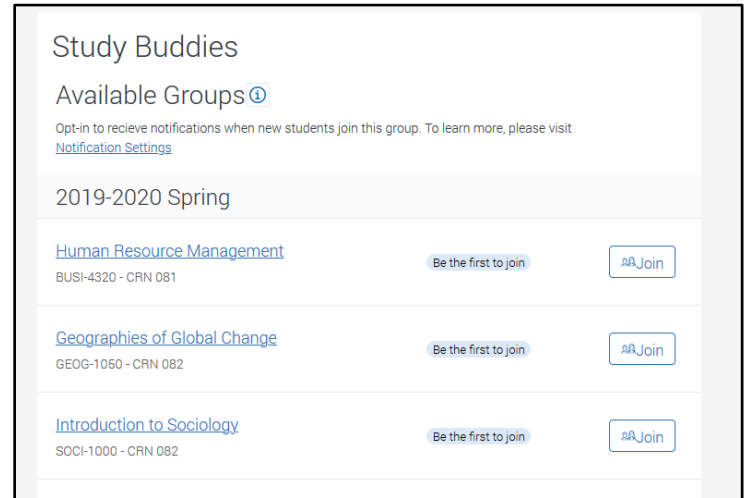 Study Buddies
Available Groups
Opt-in to recieve notifications when new students join this group. To learn more, please visit
Notification Settings
2019-2020 Spring
Human Resource Management
BUSI-4320 - CRN 081
Be the first to join
Join
Geographies of Global Change
GEOG-1050 - CRN 082
Be the first to join
Join
Introduction to Sociology
SOCI-1000 - CRN 082
Be the first to join
Join